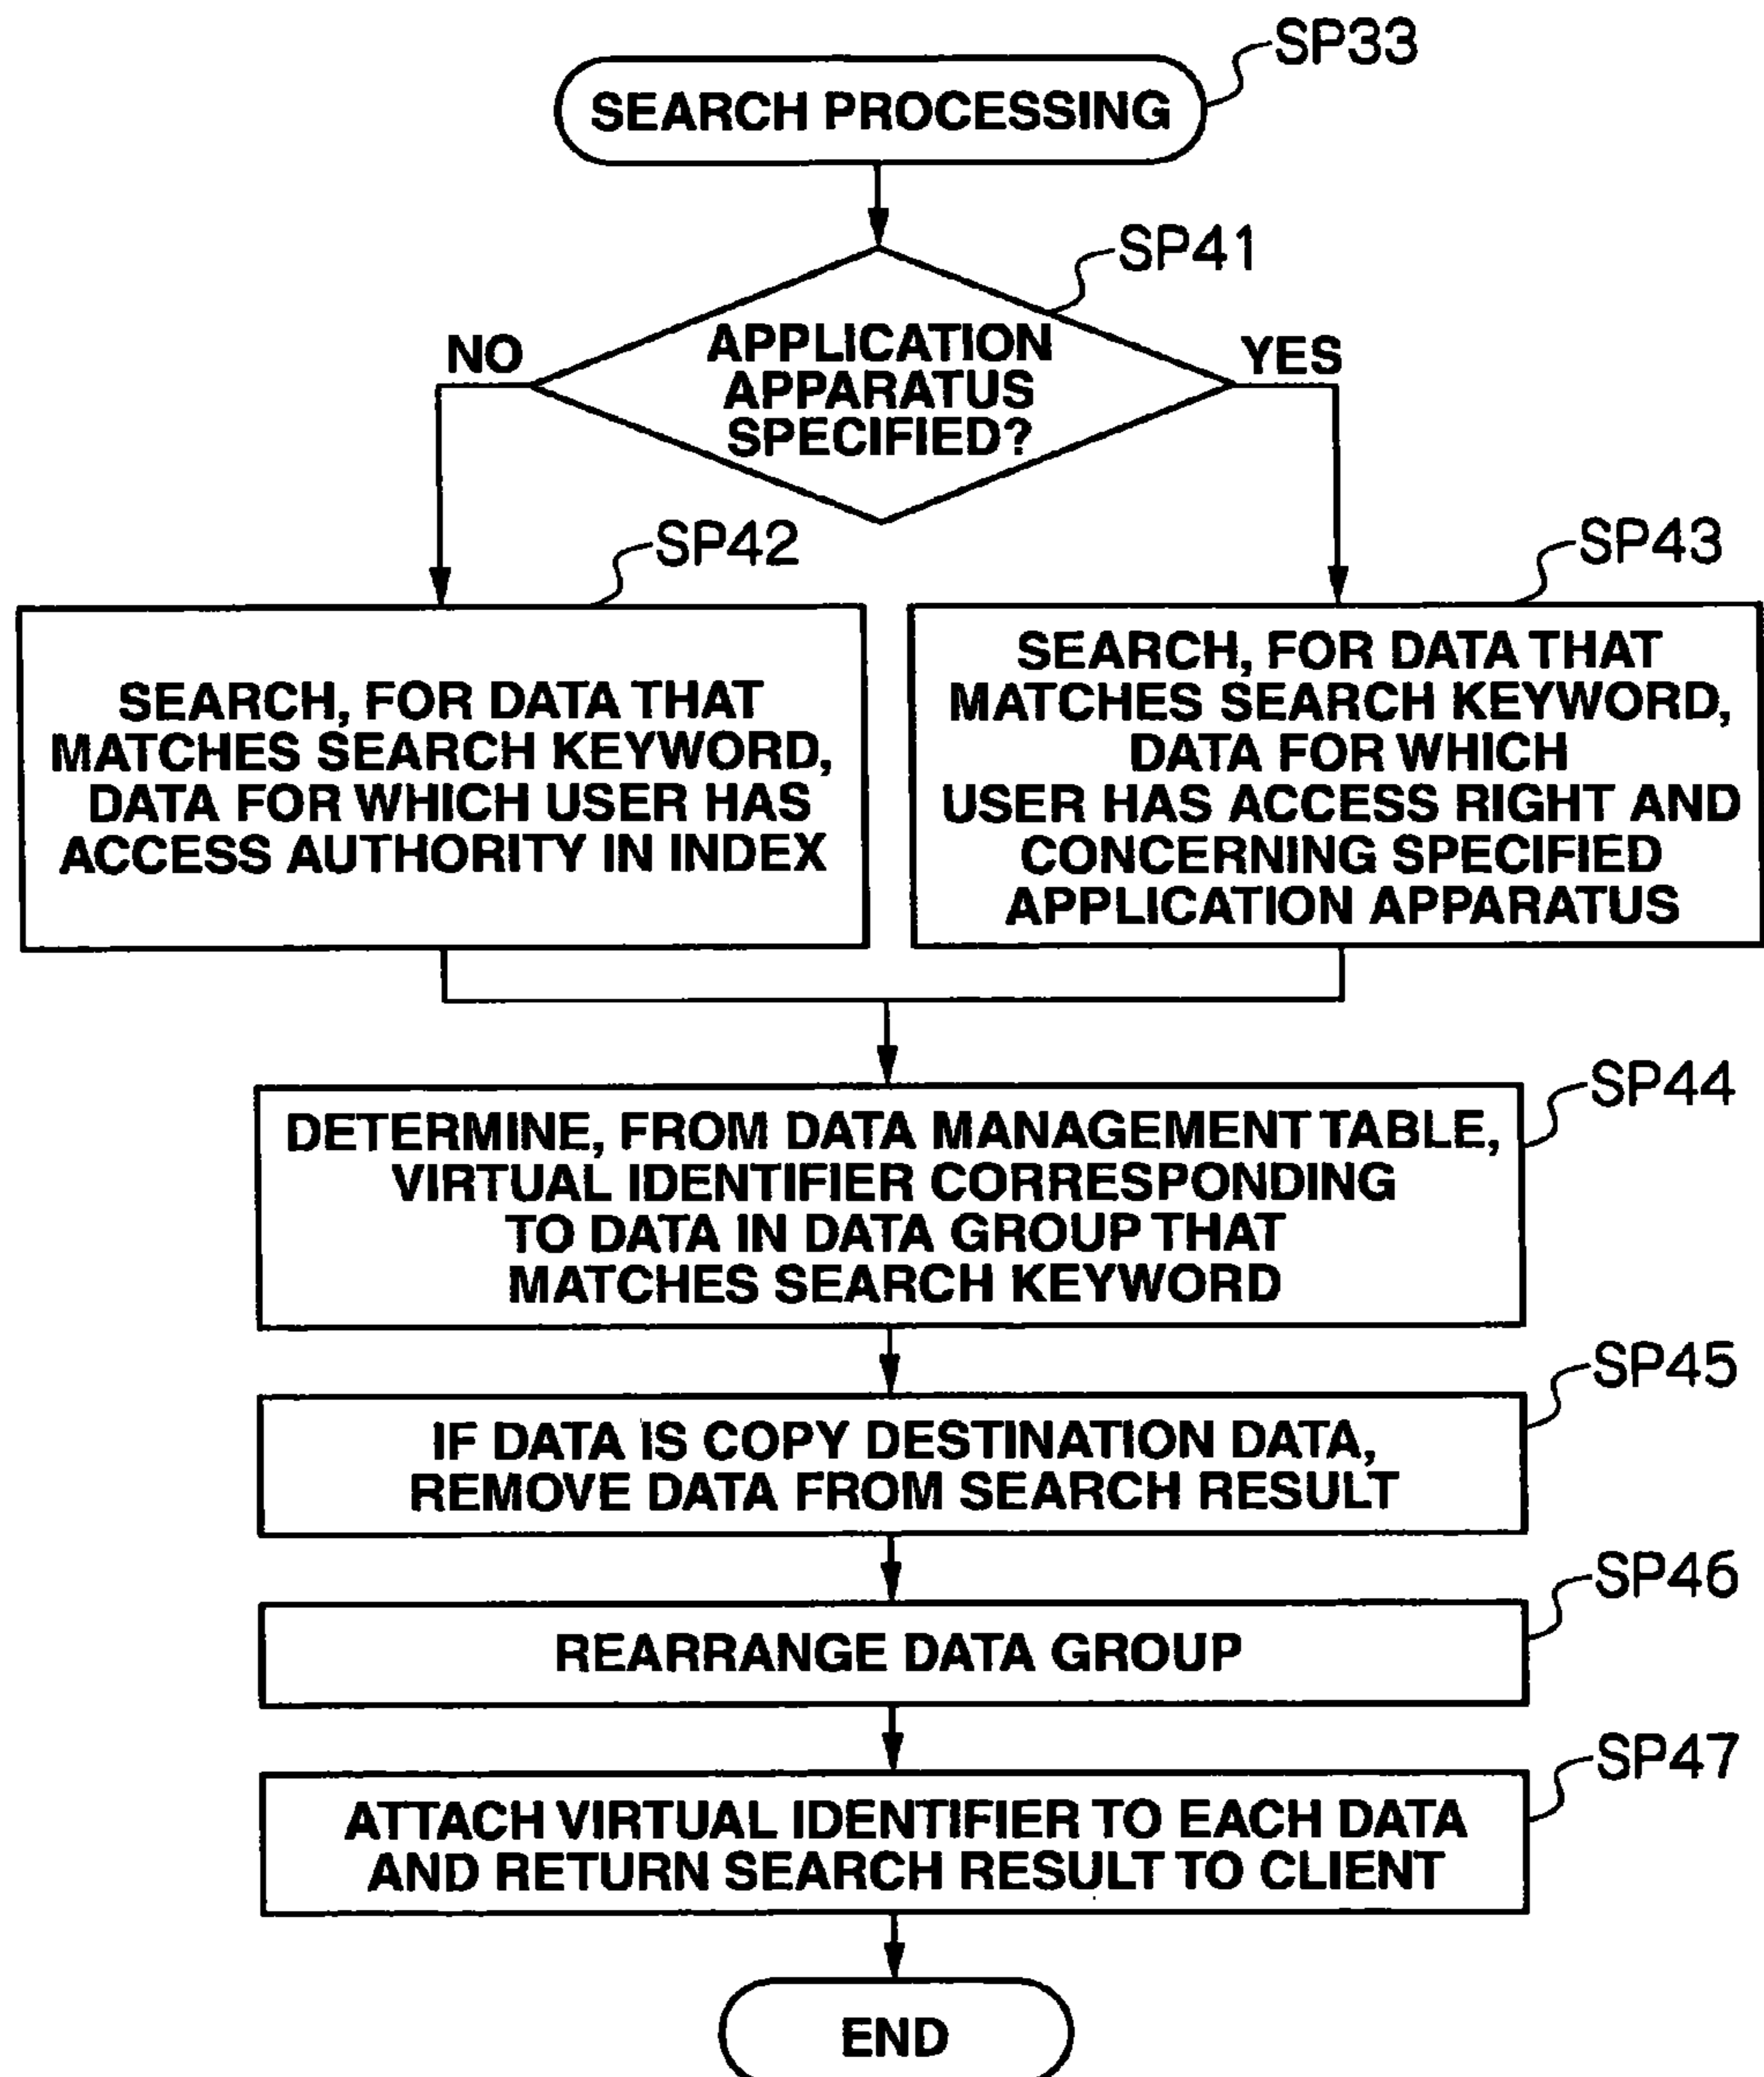 SP33
SEARCH PROCESSING
SP41
APPLICATION
APPARATUS
SPECIFIED?
NO
YES
SP42
SEARCH, FOR DATA THAT
MATCHES SEARCH KEYWORD,
DATA FOR WHICH USER HAS
ACCESS AUTHORITY IN INDEX
SP43
SEARCH, FOR DATA THAT
MATCHES SEARCH KEYWORD,
DATA FOR WHICH
USER HAS ACCESS RIGHT AND
CONCERNING SPECIFIED
APPLICATION APPARATUS
SP44
DETERMINE, FROM DATA MANAGEMENT TABLE,
VIRTUAL IDENTIFIER CORRESPONDING
TO DATA IN DATA GROUP THAT
MATCHES SEARCH KEYWORD
SP45
IF DATA IS COPY DESTINATION DATA,
REMOVE DATA FROM SEARCH RESULT
SP46
REARRANGE DATA GROUP
SP47
ATTACH VIRTUAL IDENTIFIER TO EACH DATA
AND RETURN SEARCH RESULT TO CLIENT
END